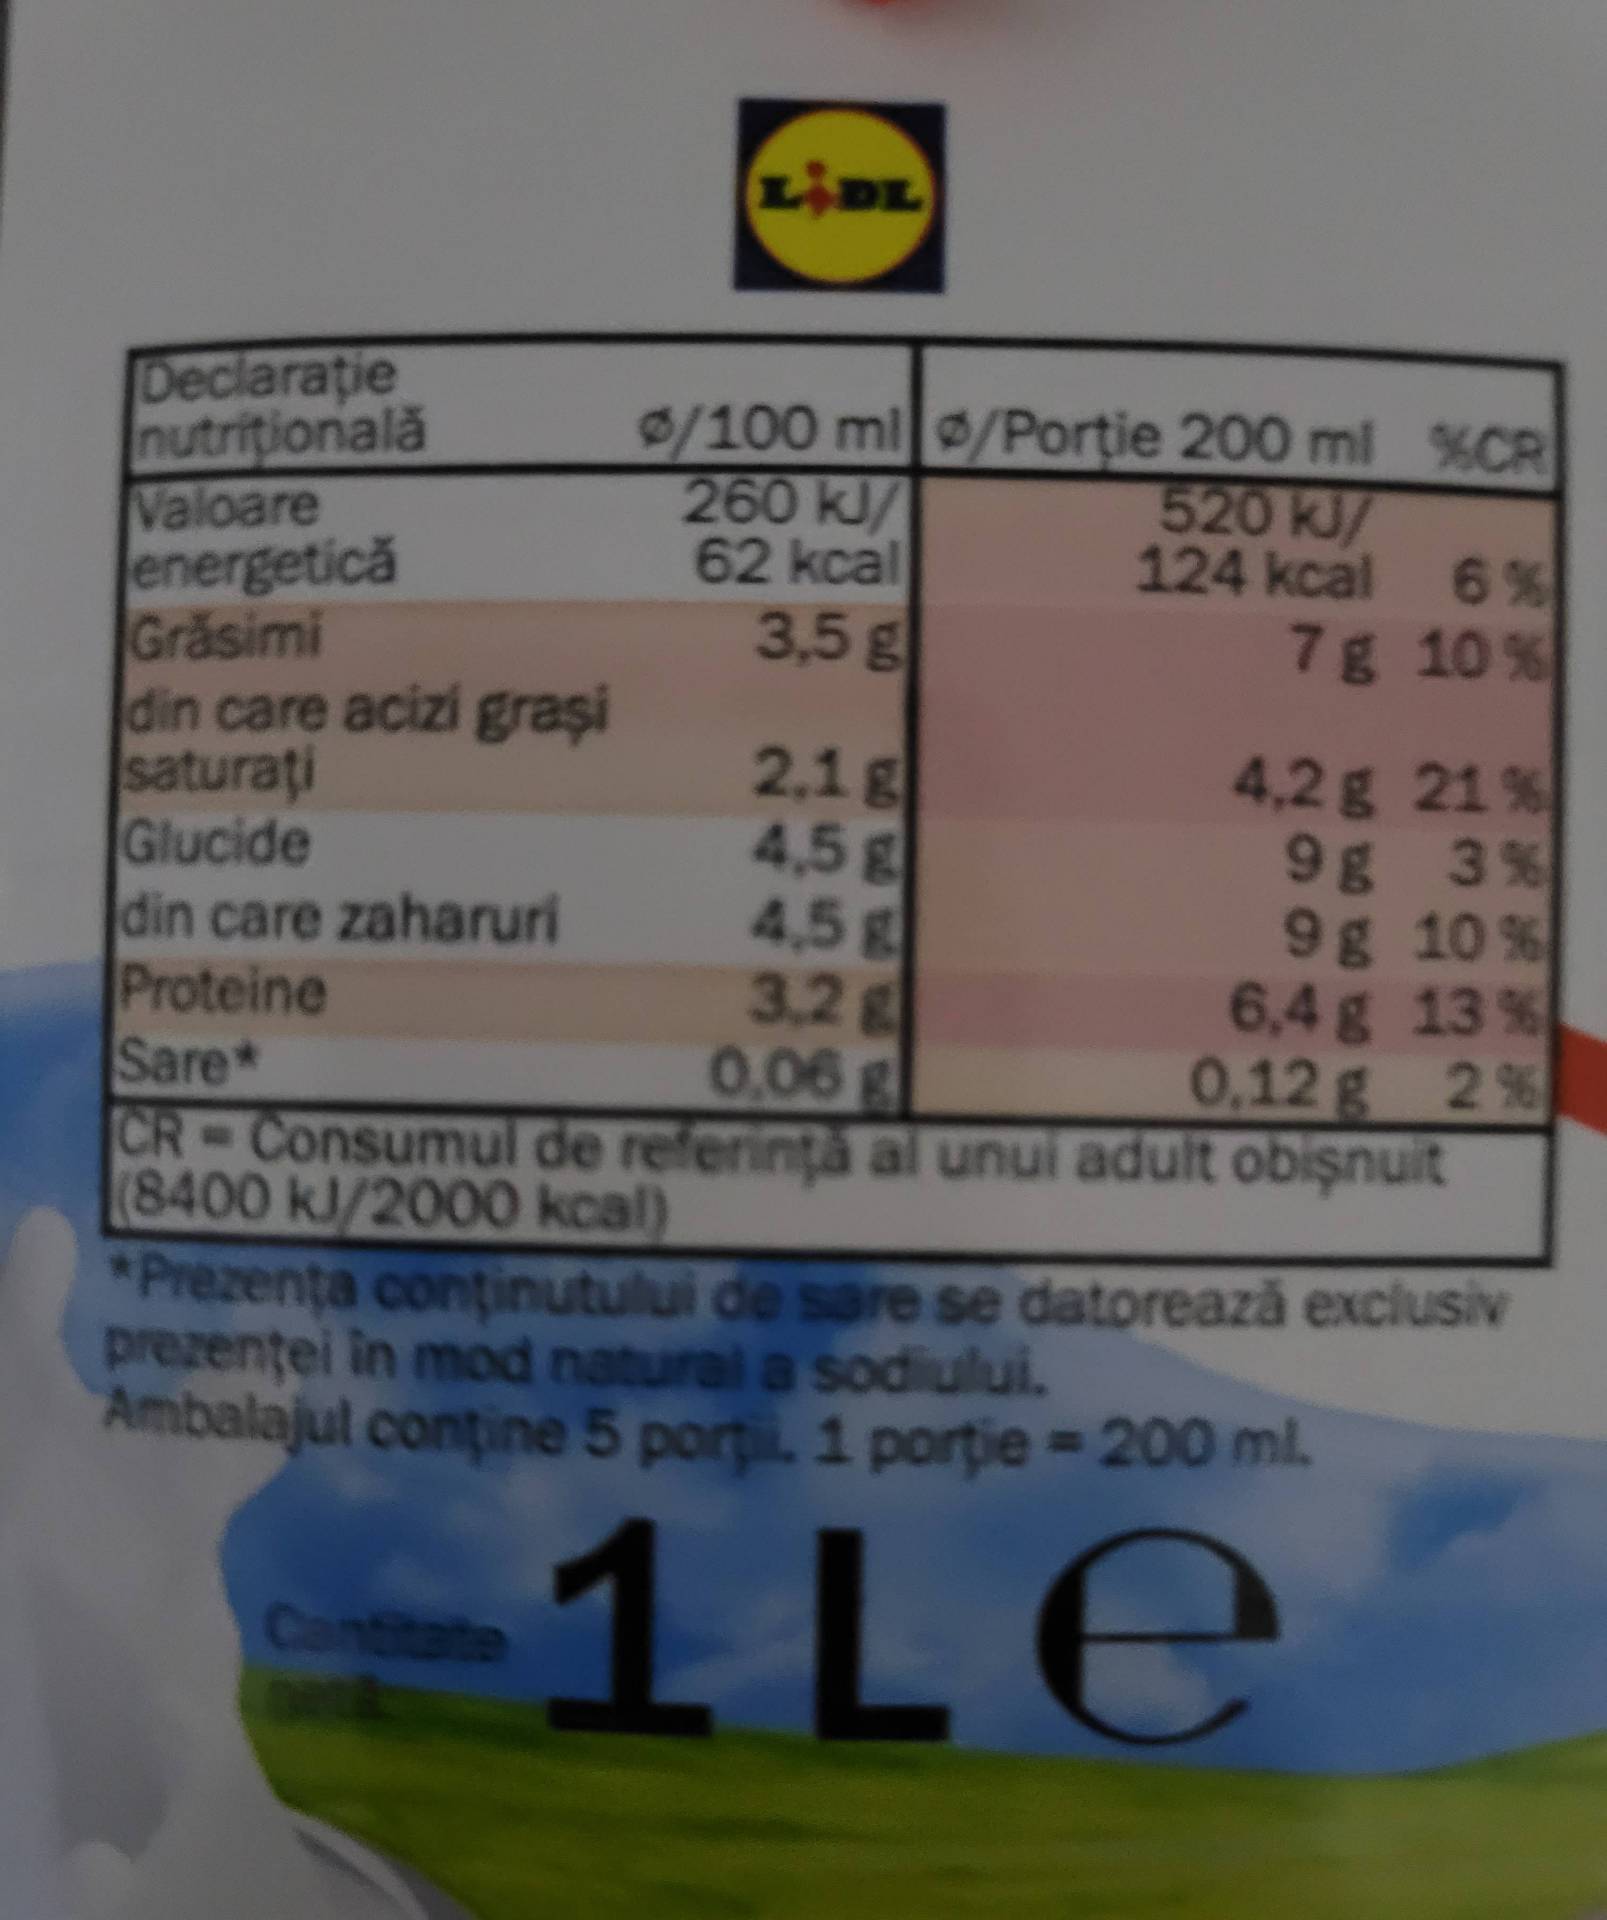 LiDL
Declarație
nutrițională ø/100 ml ø/Porție 200 ml %CR
Valoare 260 kJ/ 520 kJ/
energetică 62 kcal 124 kcal 6 %
Grăsimi 3,5 g 7 g 10 %
din care acizi grași
saturați 2,1 g 4,2 g 21 %
Glucide 4,5 g 9 g 3 %
din care zaharuri 4,5 g 9 g 10 %
Proteine 3,2 g 6,4 g 13 %
Sare* 0,06 g 0,12 g 2 %
CR = Consumul de referință al unui adult obișnuit
(8400 kJ/2000 kcal)
*Prezența conținutului de sare se datorează exclusiv
prezenței în mod natural a sodiului.
Ambalajul conține 5 porții. 1 porție = 200 ml.
Cantitate
netă
1 L e